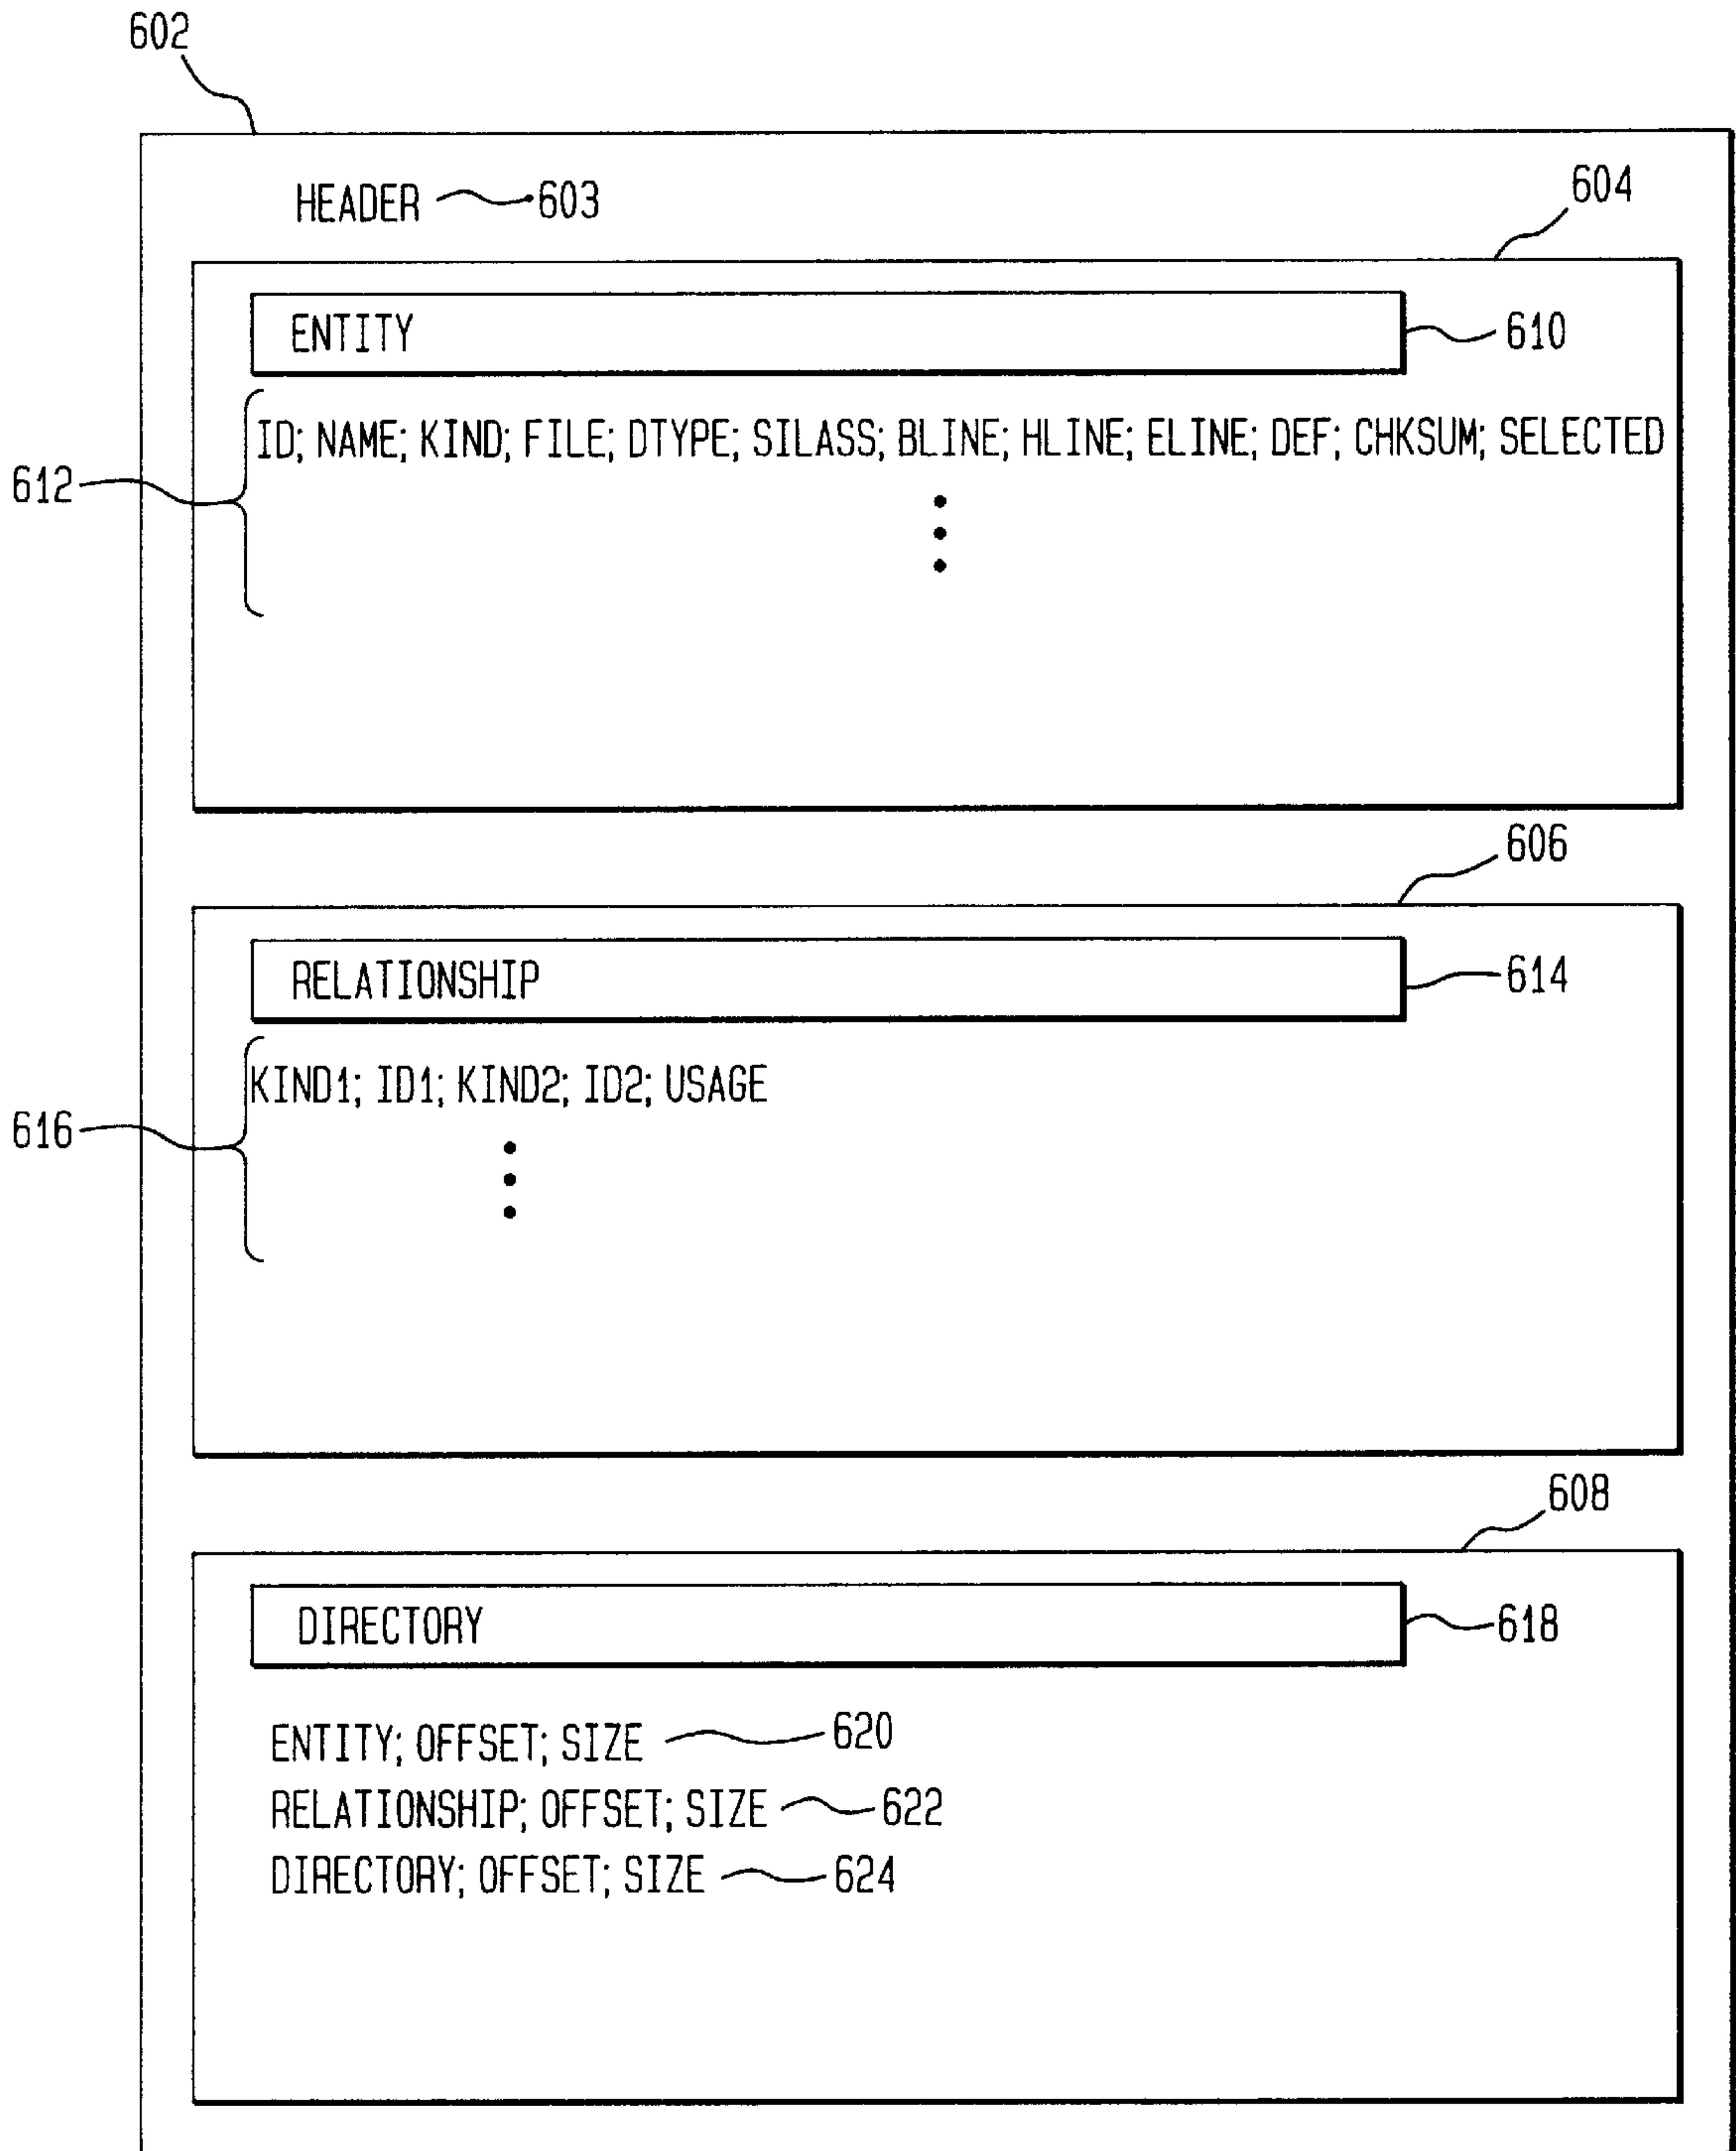 602
HEADER 603
604
ENTITY 610
ID; NAME; KIND; FILE; DTYPE; SILASS; BLINE; HLINE; ELINE; DEF; CHKSUM; SELECTED
612
606
RELATIONSHIP 614
KIND1; ID1; KIND2; ID2; USAGE
616
608
DIRECTORY 618
ENTITY; OFFSET; SIZE 620
RELATIONSHIP; OFFSET; SIZE 622
DIRECTORY; OFFSET; SIZE 624